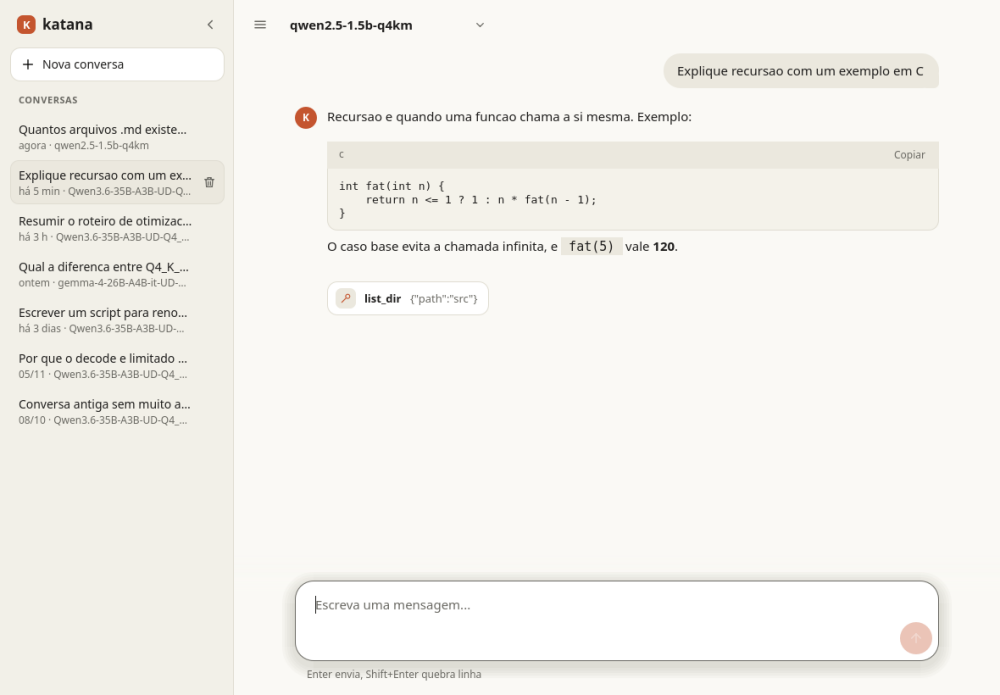 K katana
qwen2.5-1.5b-q4km
Nova conversa
CONVERSAS
Quantos arquivos .md existe...
agora · qwen2.5-1.5b-q4km
Explique recursao com um ex...
há 5 min · Qwen3.6-35B-A3B-UD-Q...
Resumir o roteiro de otimizac...
há 3 h · Qwen3.6-35B-A3B-UD-Q4_...
Qual a diferenca entre Q4_K_...
ontem · gemma-4-26B-A4B-it-UD-...
Escrever um script para reno...
há 3 dias · Qwen3.6-35B-A3B-UD-...
Por que o decode e limitado ...
05/11 · Qwen3.6-35B-A3B-UD-Q4_...
Conversa antiga sem muito a...
08/10 · Qwen3.6-35B-A3B-UD-Q4_...
Explique recursao com um exemplo em C
K
Recursao e quando uma funcao chama a si mesma. Exemplo:
c Copiar
int fat(int n) {
    return n <= 1 ? 1 : n * fat(n - 1);
}
O caso base evita a chamada infinita, e fat(5) vale 120.
list_dir {"path":"src"}
Escreva uma mensagem...
Enter envia, Shift+Enter quebra linha